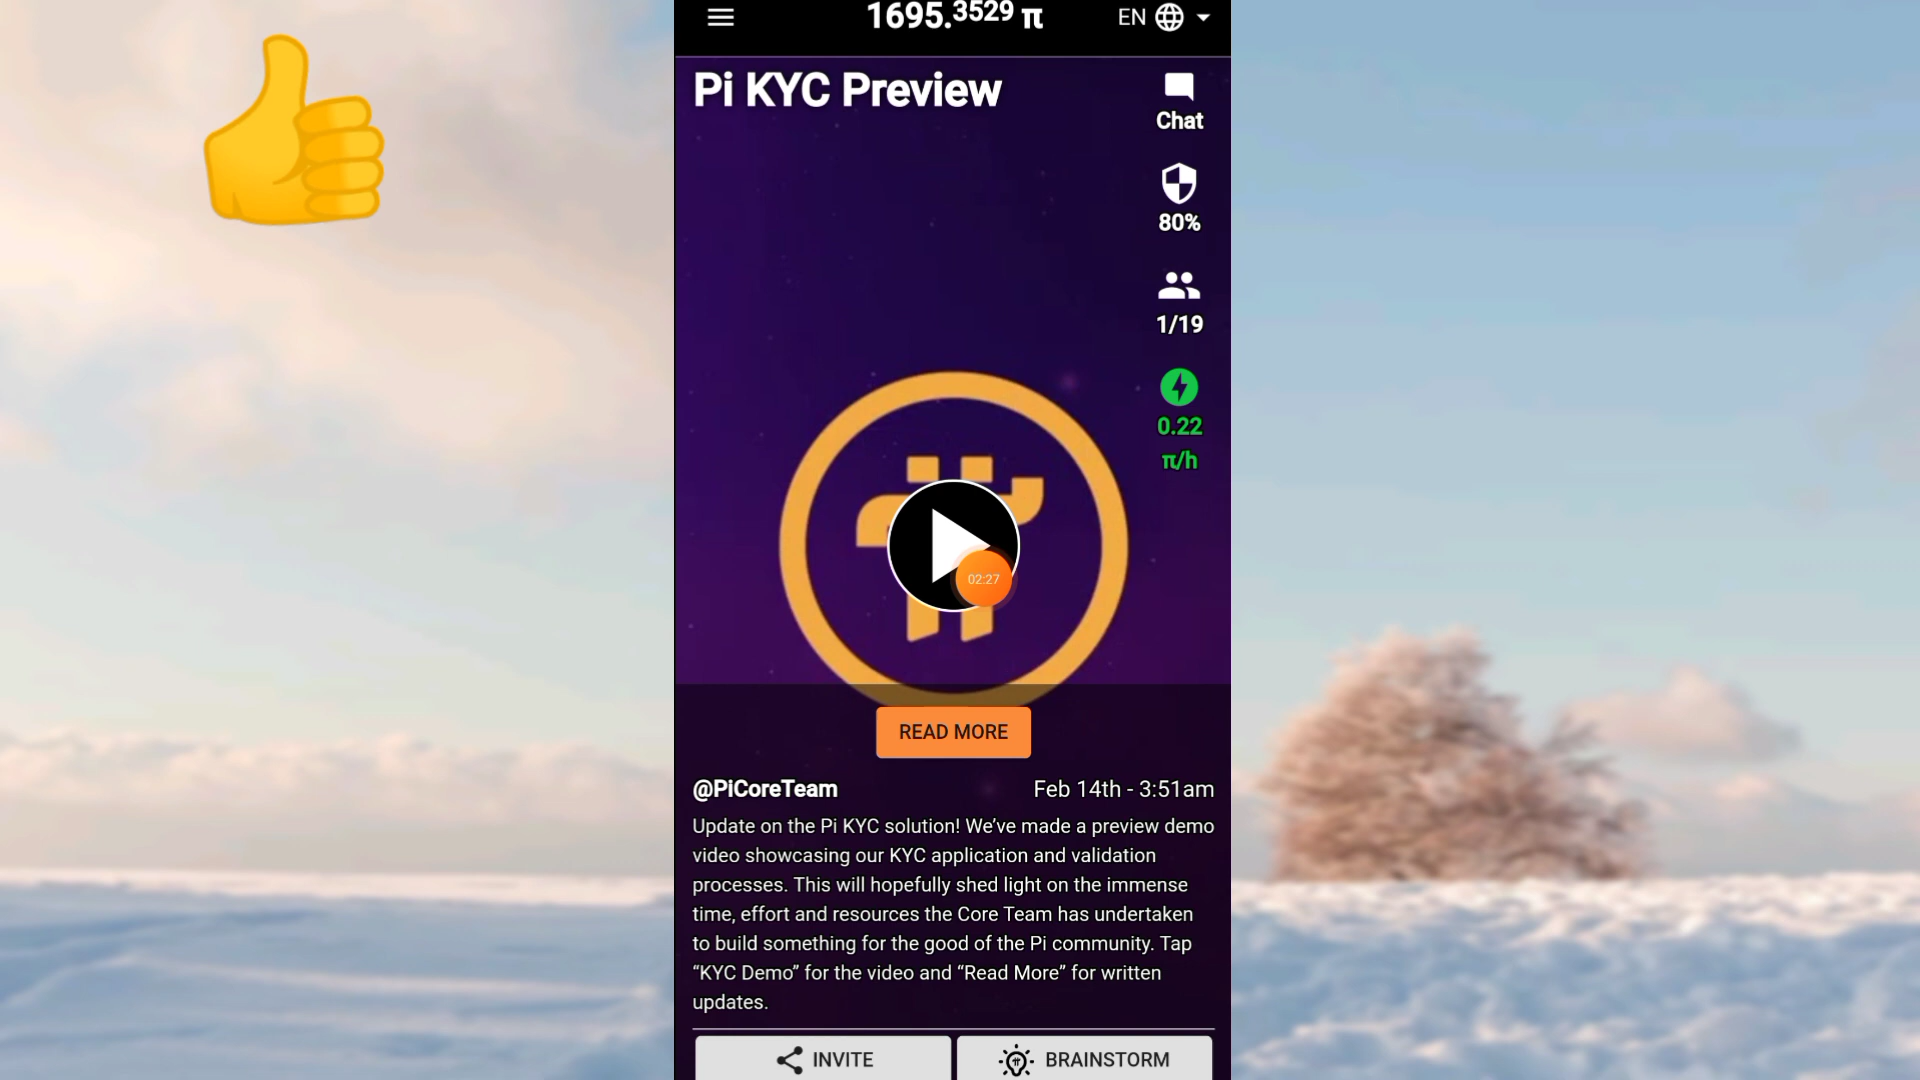 1695.3529 π
EN
Pi KYC Preview
Chat
80%
1/19
0.22
π/h
02:27
READ MORE
@PiCoreTeam
Feb 14th - 3:51am
Update on the Pi KYC solution! We’ve made a preview demo
video showcasing our KYC application and validation
processes. This will hopefully shed light on the immense
time, effort and resources the Core Team has undertaken
to build something for the good of the Pi community. Tap
“KYC Demo” for the video and “Read More” for written
updates.
INVITE
BRAINSTORM